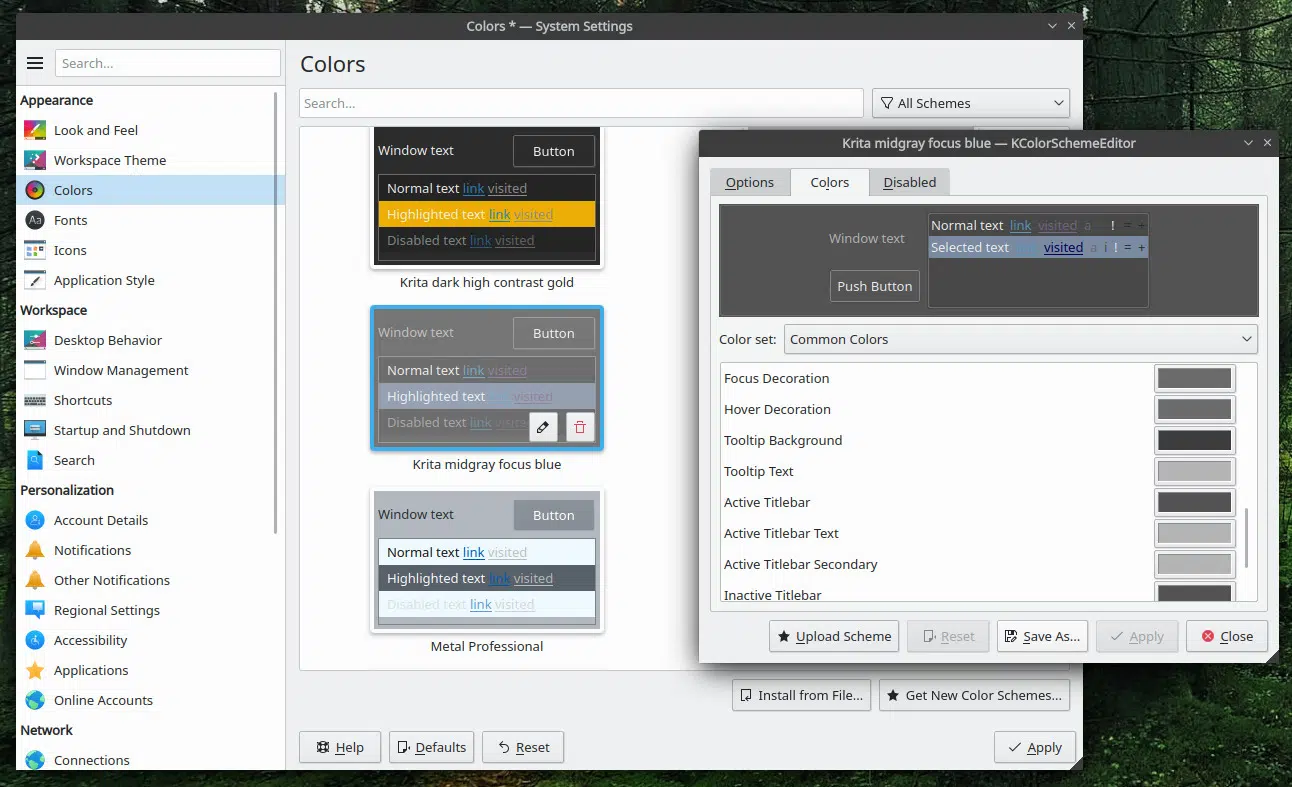 Colors * — System Settings
Search...
Appearance
Look and Feel
Workspace Theme
Colors
Fonts
Icons
Application Style
Workspace
Desktop Behavior
Window Management
Shortcuts
Startup and Shutdown
Search
Personalization
Account Details
Notifications
Other Notifications
Regional Settings
Accessibility
Applications
Online Accounts
Network
Connections
Colors
Search...
All Schemes
Window text
Button
Normal text link visited
Highlighted text link visited
Disabled text link visited
Krita dark high contrast gold
Window text
Button
Normal text link visited
Highlighted text visited
Disabled text link
Krita midgray focus blue
Window text
Button
Normal text link visited
Highlighted text link visited
Disabled text link visited
Metal Professional
Install from File...
Get New Color Schemes...
Help
Defaults
Reset
Apply
Krita midgray focus blue — KColorSchemeEditor
Options
Colors
Disabled
Window text
Push Button
Normal text link visited a ! = +
Selected text visited a i ! = +
Color set:
Common Colors
Focus Decoration
Hover Decoration
Tooltip Background
Tooltip Text
Active Titlebar
Active Titlebar Text
Active Titlebar Secondary
Inactive Titlebar
Upload Scheme
Reset
Save As...
Apply
Close
Aa